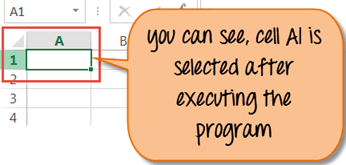 A1
A
B
1
2
3
4
you can see, cell A1 is
selected after
executing the
program